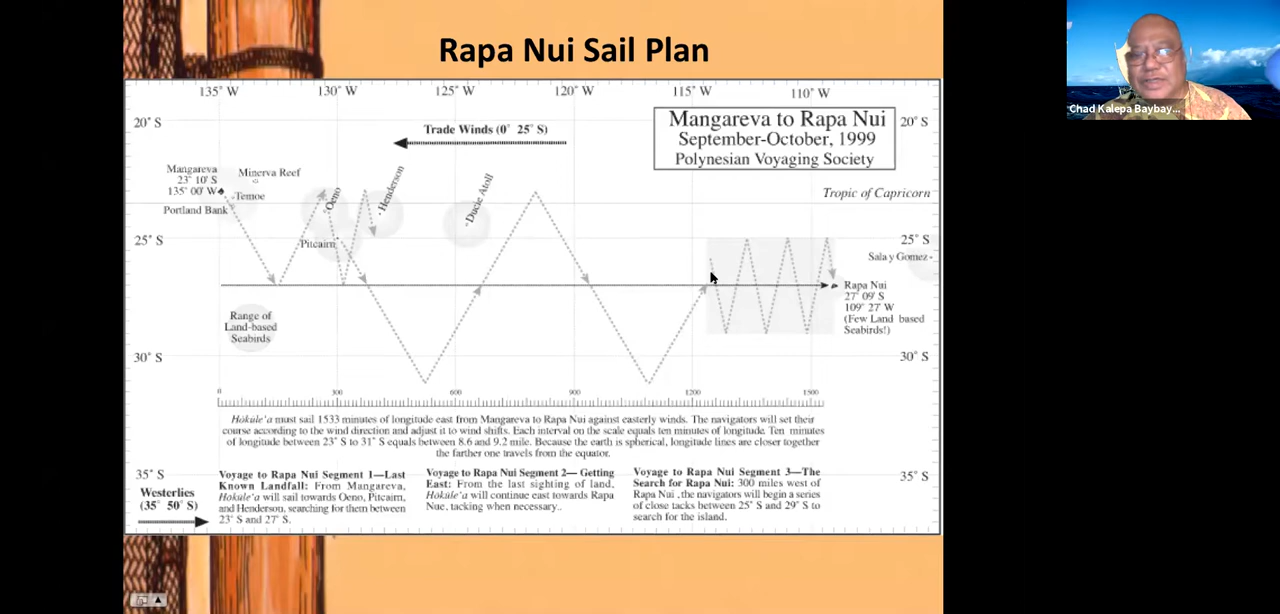 Rapa Nui Sail Plan
Chad Kalepa Baybay...
135° W
130° W
125° W
120° W
115° W
110° W
Mangareva to Rapa Nui
September-October, 1999
Polynesian Voyaging Society
20° S
20° S
Trade Winds (0° 25° S)
Mangareva
23° 10' S
135° 00' W
Minerva Reef
Temoe
Portland Bank
Oeno
Henderson
Ducie Atoll
Pitcairn
Tropic of Capricorn
25° S
25° S
Sala y Gomez
Rapa Nui
27° 09' S
109° 27' W
(Few Land based
Seabirds!)
Range of
Land-based
Seabirds
30° S
30° S
0
300
600
900
1200
1500
Hōkūle'a must sail 1533 minutes of longitude east from Mangareva to Rapa Nui against easterly winds. The navigators will set their
course according to the wind direction and adjust it to wind shifts. Each interval on the scale equals ten minutes of longitude. Ten minutes
of longitude between 23° S to 31° S equals between 8.6 and 9.2 mile. Because the earth is spherical, longitude lines are closer together
the farther one travels from the equator.
35° S
35° S
Westerlies
(35° 50° S)
Voyage to Rapa Nui Segment 1—Last
Known Landfall: From Mangareva,
Hōkūle'a will sail towards Oeno, Pitcairn,
and Henderson, searching for them between
23° S and 27° S.
Voyage to Rapa Nui Segment 2— Getting
East: From the last sighting of land,
Hōkūle'a will continue east towards Rapa
Nue, tacking when necessary..
Voyage to Rapa Nui Segment 3—The
Search for Rapa Nui: 300 miles west of
Rapa Nui ,the navigators will begin a series
of close tacks between 25° S and 29° S to
search for the island.